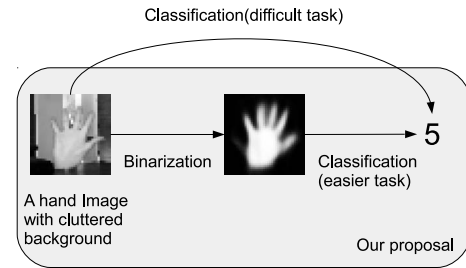 Classification(difficult task)
5
Binarization
Classification
(easier task)
A hand Image
with cluttered
background
Our proposal